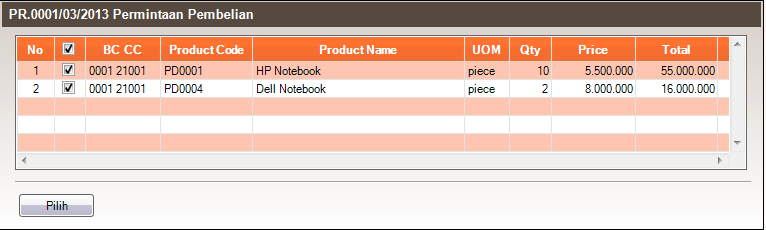 PR.0001/03/2013 Permintaan Pembelian
No BC CC Product Code Product Name UOM Qty Price Total
1 0001 21001 PD0001 HP Notebook piece 10 5.500.000 55.000.000
2 0001 21001 PD0004 Dell Notebook piece 2 8.000.000 16.000.000
Pilih